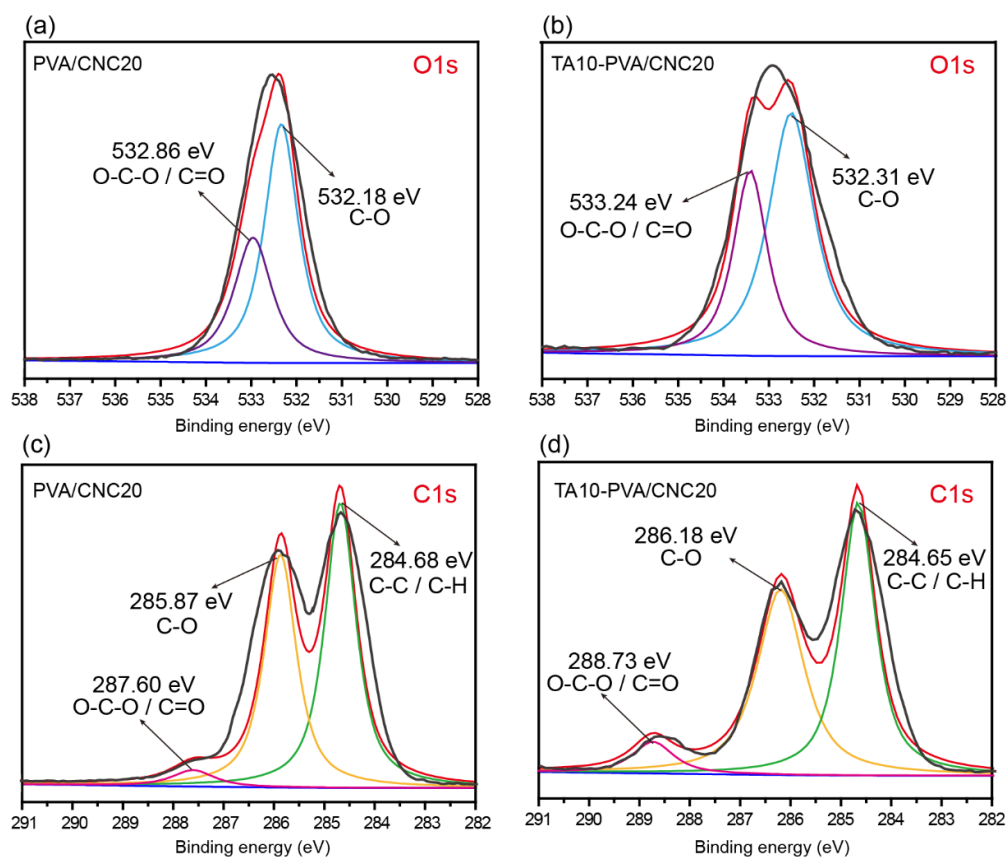 (a)
PVA/CNC20
O1s
532.86 eV
O-C-O / C=O
532.18 eV
C-O
538 537 536 535 534 533 532 531 530 529 528
Binding energy (eV)
(b)
TA10-PVA/CNC20
O1s
533.24 eV
O-C-O / C=O
532.31 eV
C-O
538 537 536 535 534 533 532 531 530 529 528
Binding energy (eV)
(c)
PVA/CNC20
C1s
284.68 eV
C-C / C-H
285.87 eV
C-O
287.60 eV
O-C-O / C=O
291 290 289 288 287 286 285 284 283 282
Binding energy (eV)
(d)
TA10-PVA/CNC20
C1s
286.18 eV
C-O
284.65 eV
C-C / C-H
288.73 eV
O-C-O / C=O
291 290 289 288 287 286 285 284 283 282
Binding energy (eV)